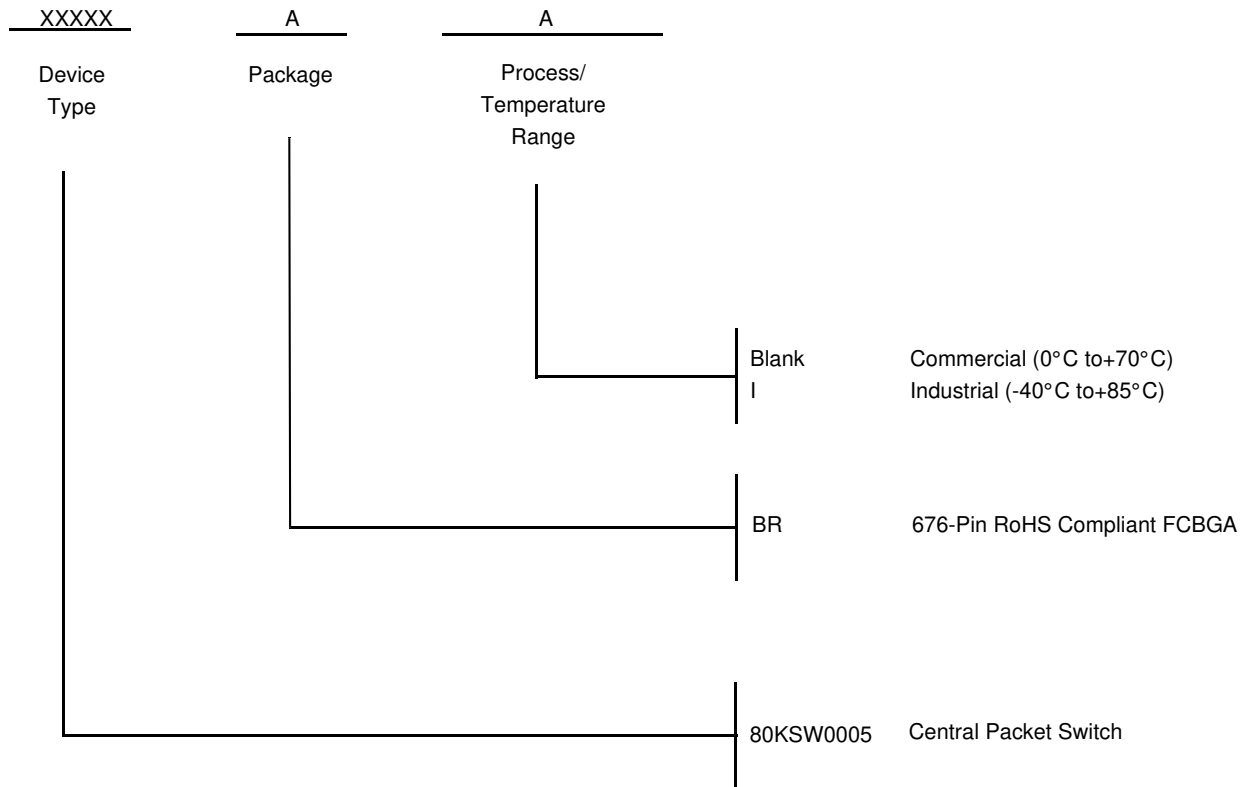 XXXXX A A
Device
Type
Package
Process/
Temperature
Range
Blank Commercial (0°C to+70°C)
I Industrial (-40°C to+85°C)
BR 676-Pin RoHS Compliant FCBGA
80KSW0005 Central Packet Switch